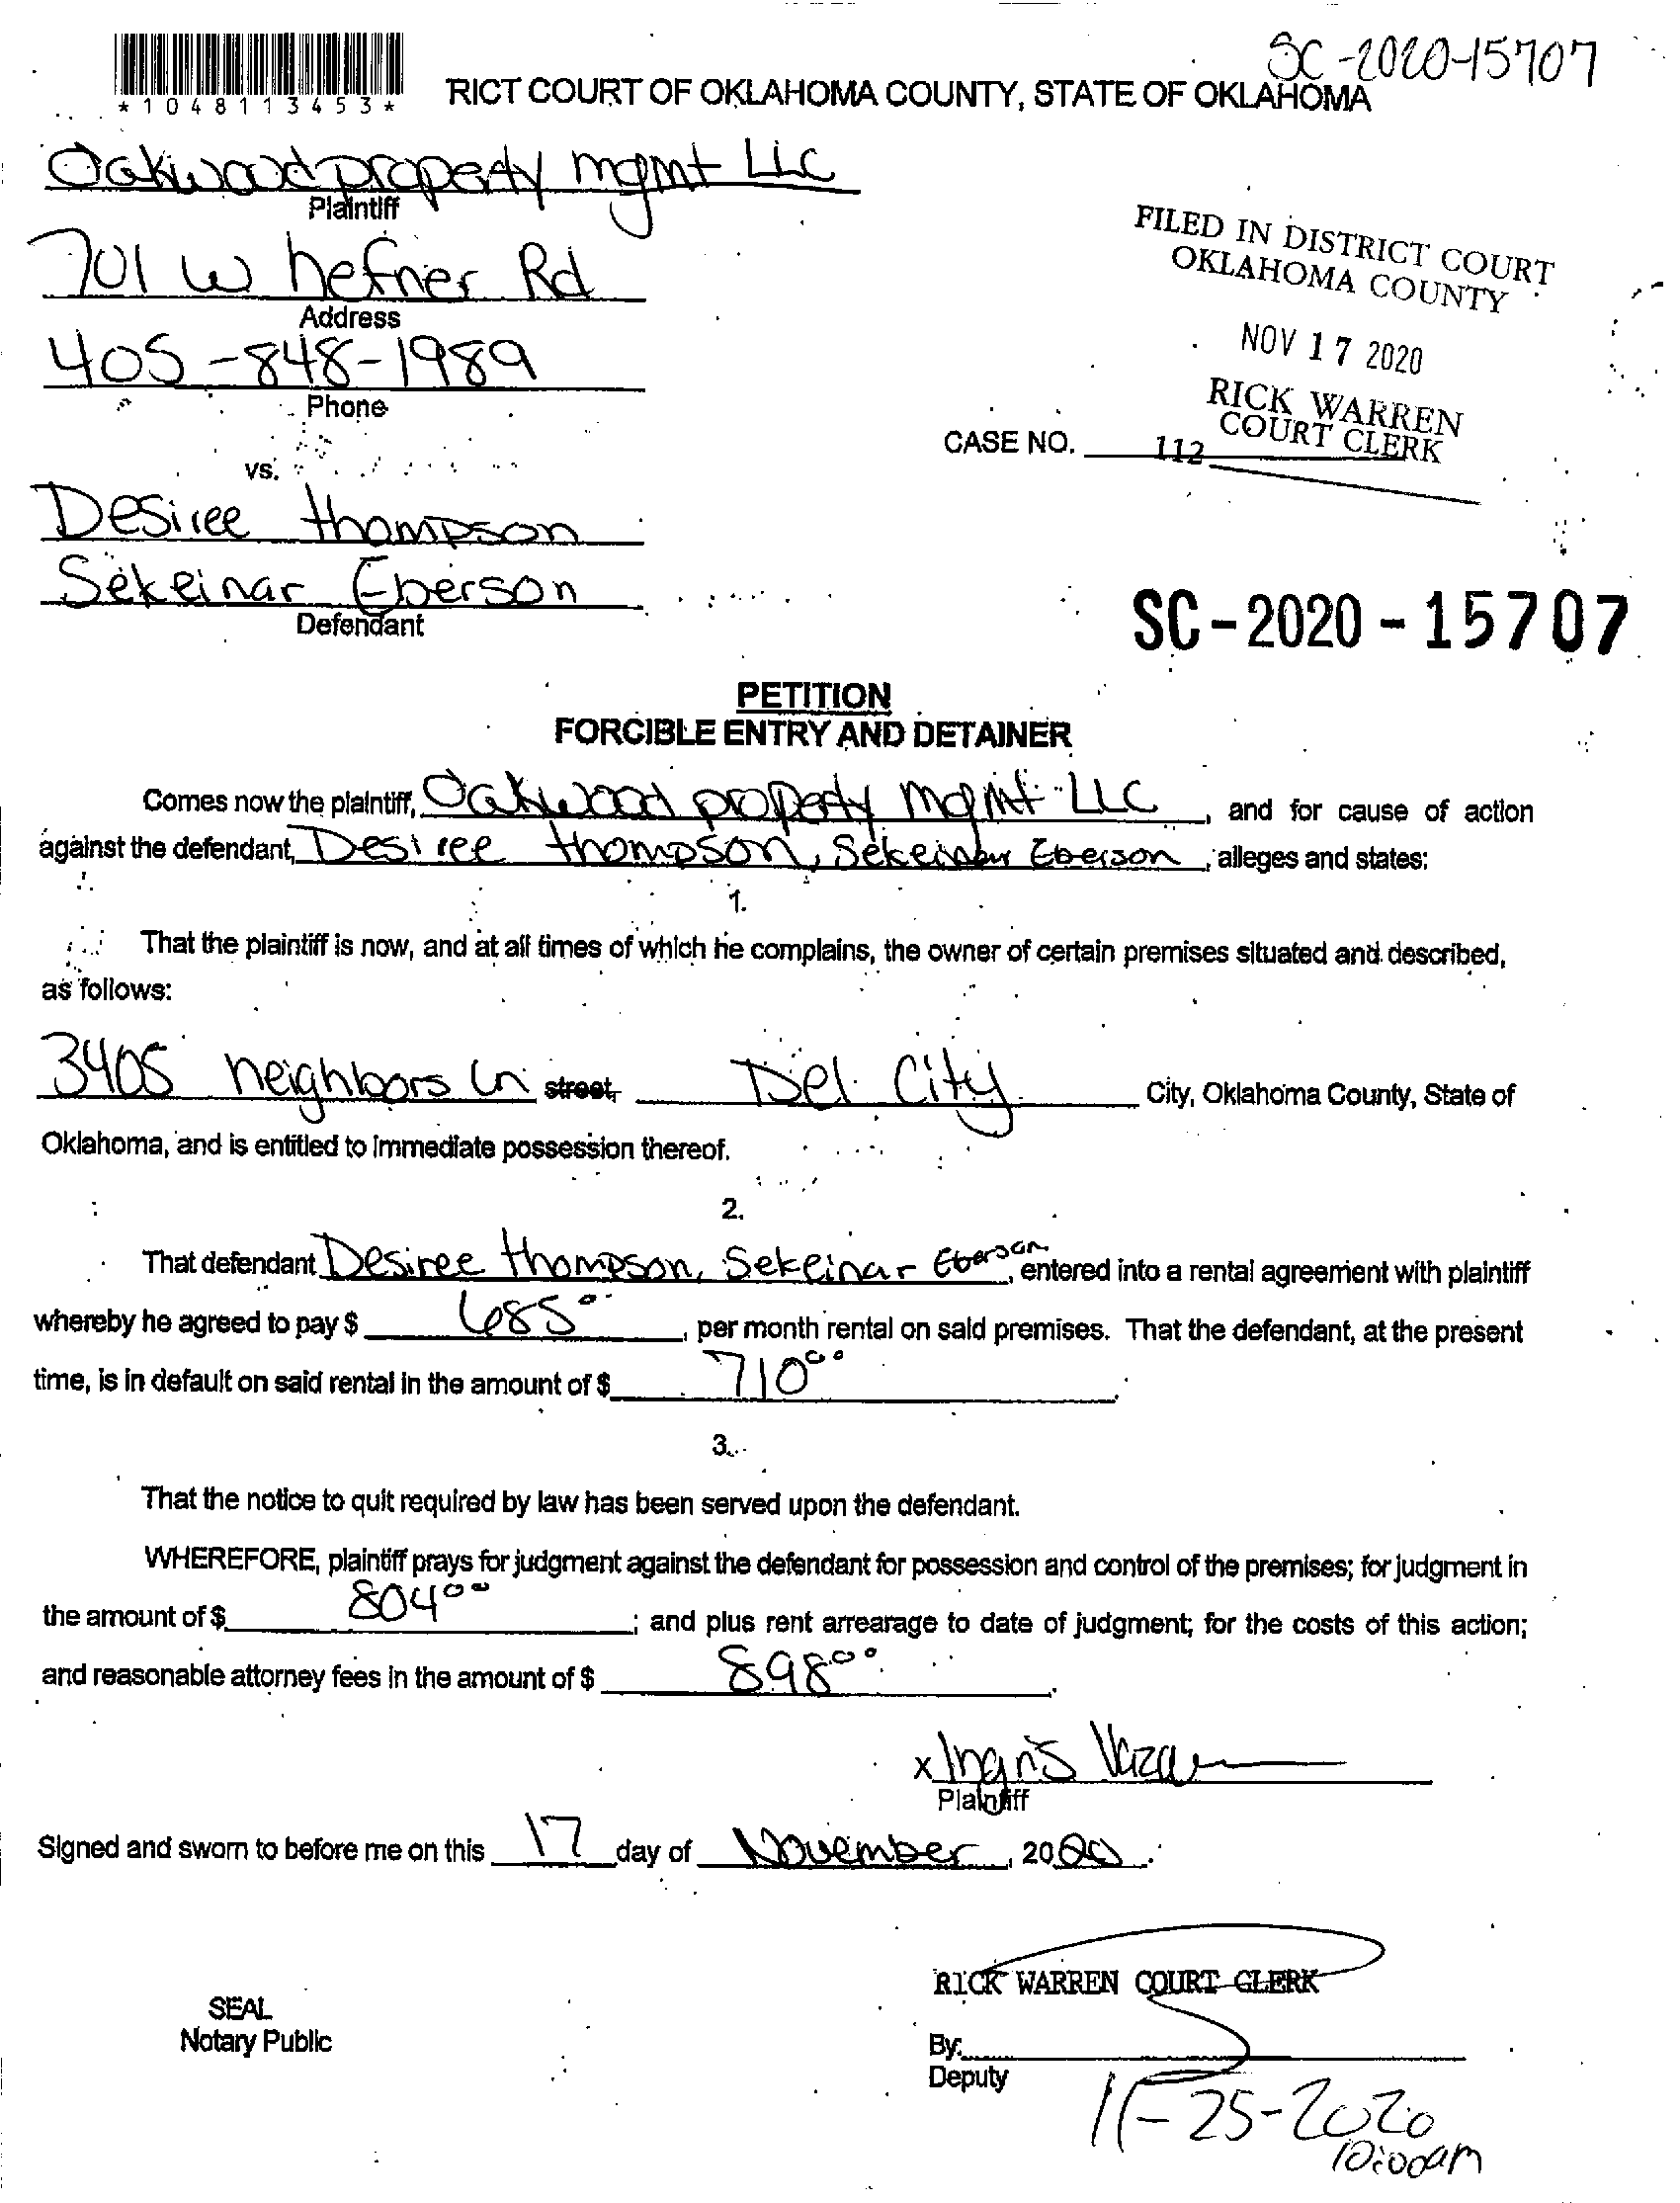 SC-2020-15707
*1048113453*
RICT COURT OF OKLAHOMA COUNTY, STATE OF OKLAHOMA
Oakwood property mgmt LLC
Plaintiff
701 W hefner Rd
Address
405-848-1989
Phone
FILED IN DISTRICT COURT
OKLAHOMA COUNTY
NOV 17 2020
RICK WARREN
COURT CLERK
CASE NO. 112
vs.
Desiree thompson
Sekeinar Eberson
Defendant
SC-2020-15707
PETITION
FORCIBLE ENTRY AND DETAINER
Comes now the plaintiff, Oakwood property mgmt LLC, and for cause of action
against the defendant, Desiree thompson, Sekeinar Eberson, alleges and states:
1.
That the plaintiff is now, and at all times of which he complains, the owner of certain premises situated and described,
as follows:
3405 neighbors Ln street, Del City City, Oklahoma County, State of
Oklahoma, and is entitled to immediate possession thereof.
2.
That defendant Desiree thompson, Sekeinar Eberson, entered into a rental agreement with plaintiff
whereby he agreed to pay $ 685⁰⁰, per month rental on said premises. That the defendant, at the present
time, is in default on said rental in the amount of $ 710⁰⁰.
3.
That the notice to quit required by law has been served upon the defendant.
WHEREFORE, plaintiff prays for judgment against the defendant for possession and control of the premises; for judgment in
the amount of $ 804⁰⁰; and plus rent arrearage to date of judgment; for the costs of this action;
and reasonable attorney fees in the amount of $ 898⁰⁰.
x
Plaintiff
Signed and sworn to before me on this 17 day of November, 2020.
RICK WARREN COURT CLERK
SEAL
Notary Public
By:
Deputy
11-25-2020
10:00am